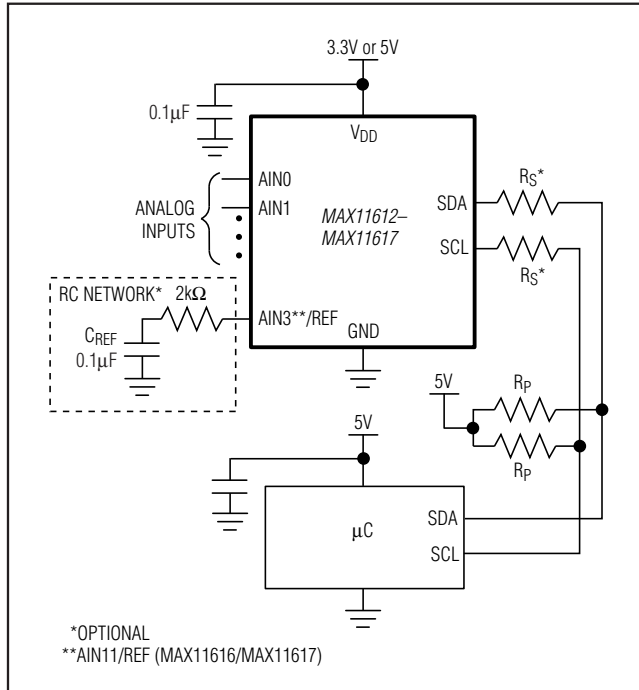 3.3V or 5V
0.1µF
VDD
AIN0
AIN1
ANALOG
INPUTS
MAX11612–
MAX11617
SDA
RS*
SCL
RS*
RC NETWORK*
2kΩ
AIN3**/REF
CREF
0.1µF
GND
5V
RP
RP
5V
µC
SDA
SCL
*OPTIONAL
**AIN11/REF (MAX11616/MAX11617)